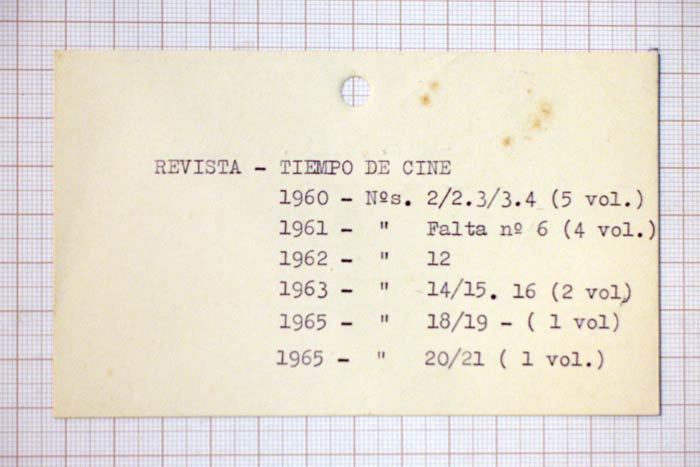 REVISTA - TIEMPO DE CINE
1960 - Nºs. 2/2.3/3.4 (5 vol.)
1961 - " Falta nº 6 (4 vol.)
1962 - " 12
1963 - " 14/15. 16 (2 vol)
1965 - " 18/19 - ( 1 vol)
1965 - " 20/21 ( 1 vol.)